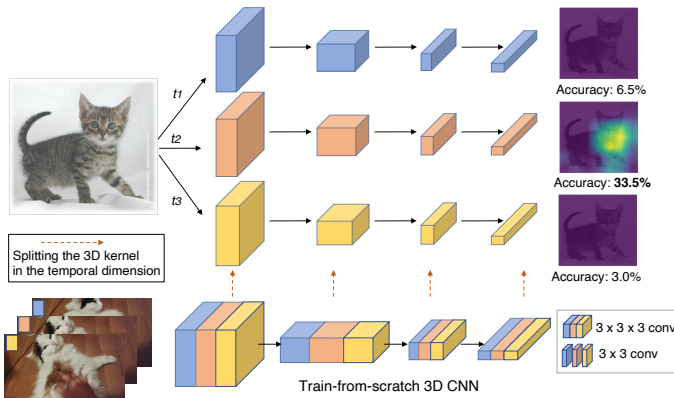 t1
t2
t3
Accuracy: 6.5%
Accuracy: 33.5%
Accuracy: 3.0%
Splitting the 3D kernel
in the temporal dimension
3 x 3 x 3 conv
3 x 3 conv
Train-from-scratch 3D CNN